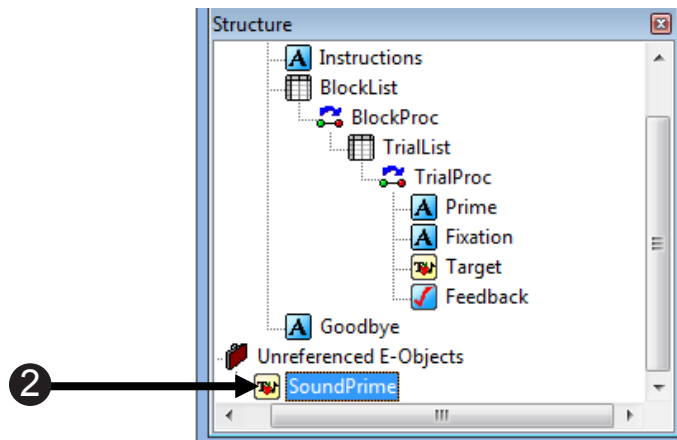 Structure
A Instructions
BlockList
BlockProc
TrialList
TrialProc
A Prime
A Fixation
Target
Feedback
A Goodbye
Unreferenced E-Objects
2 SoundPrime